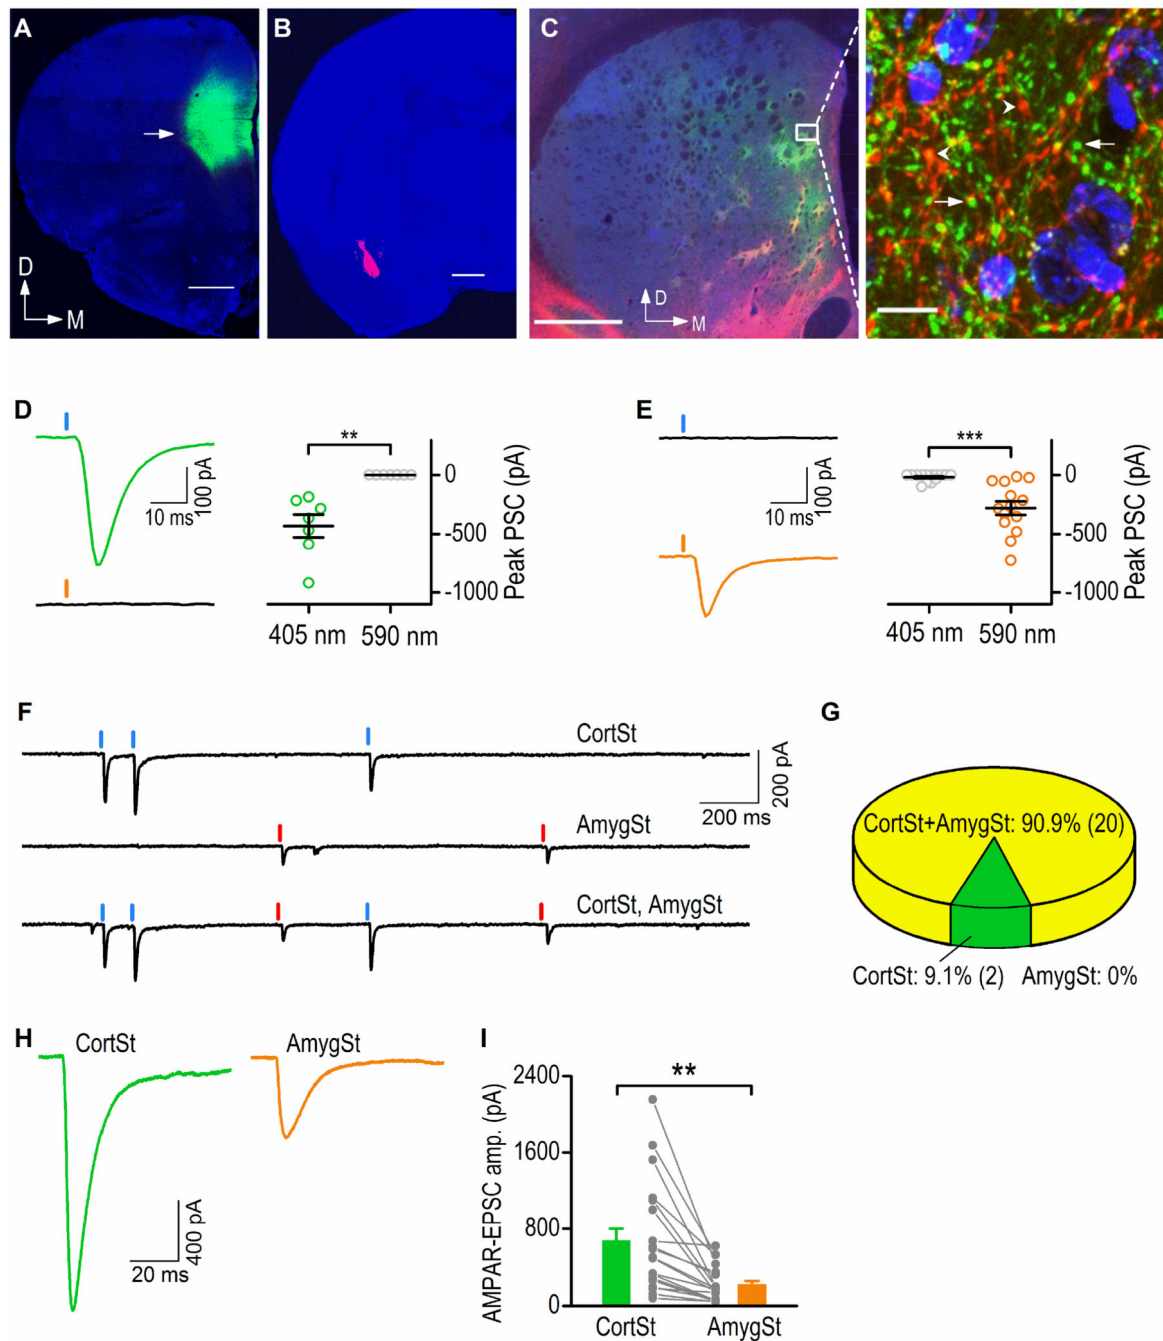 A
B
C
D
M
D
M
D
**
10 ms
100 pA
0
-500
-1000
Peak PSC (pA)
405 nm
590 nm
E
***
10 ms
100 pA
0
-500
-1000
Peak PSC (pA)
405 nm
590 nm
F
CortSt
200 pA
200 ms
AmygSt
CortSt, AmygSt
G
CortSt+AmygSt: 90.9% (20)
CortSt: 9.1% (2) AmygSt: 0%
H
CortSt
AmygSt
400 pA
20 ms
I
**
2400
1600
800
0
AMPAR-EPSC amp. (pA)
CortSt
AmygSt